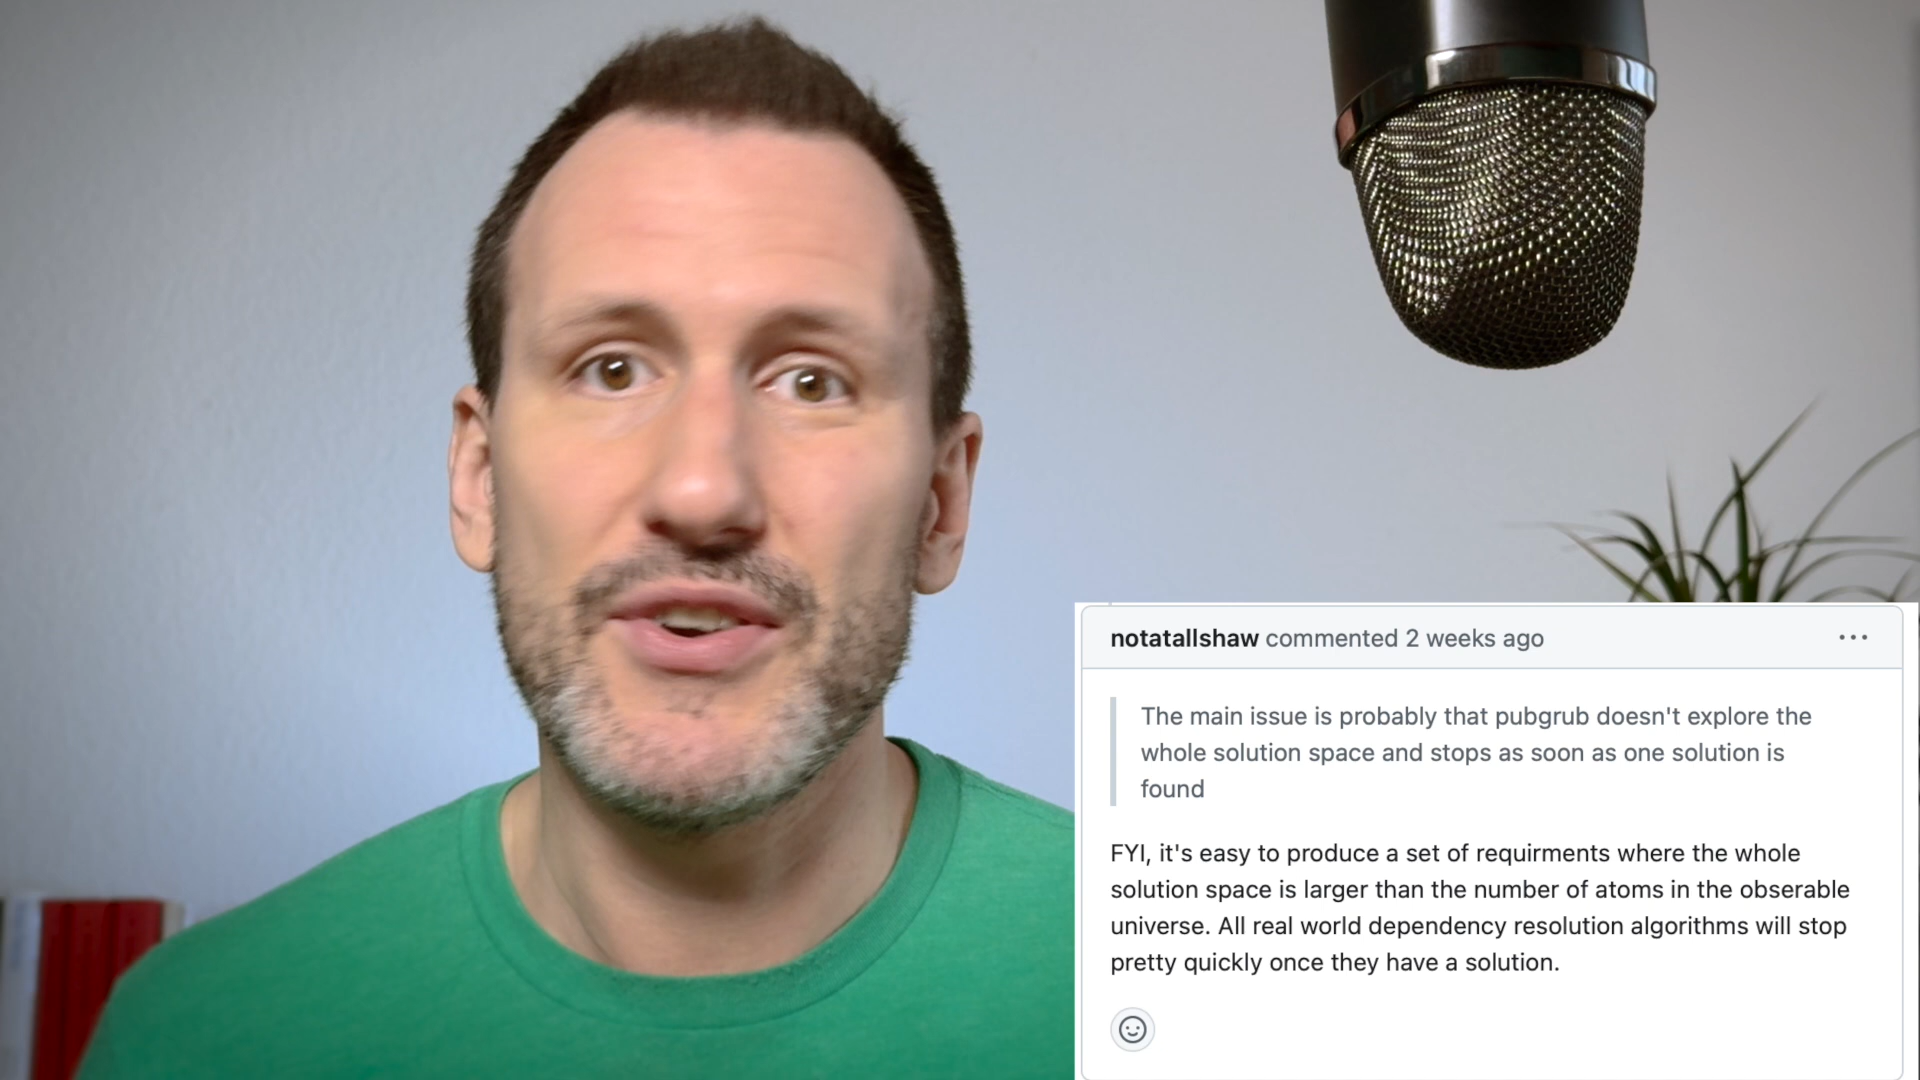 notatallshaw commented 2 weeks ago
The main issue is probably that pubgrub doesn't explore the
whole solution space and stops as soon as one solution is
found
FYI, it's easy to produce a set of requirments where the whole
solution space is larger than the number of atoms in the obserable
universe. All real world dependency resolution algorithms will stop
pretty quickly once they have a solution.